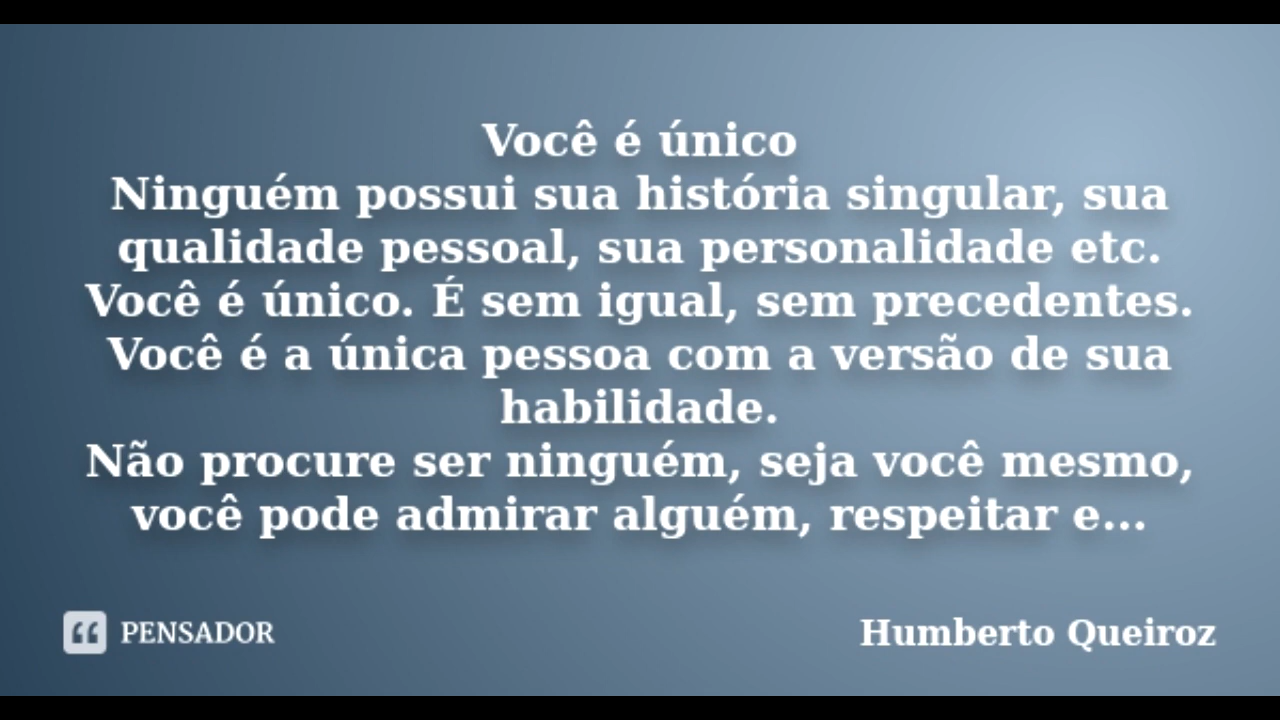 Você é único
Ninguém possui sua história singular, sua
qualidade pessoal, sua personalidade etc.
Você é único. É sem igual, sem precedentes.
Você é a única pessoa com a versão de sua
habilidade.
Não procure ser ninguém, seja você mesmo,
você pode admirar alguém, respeitar e...
PENSADOR
Humberto Queiroz